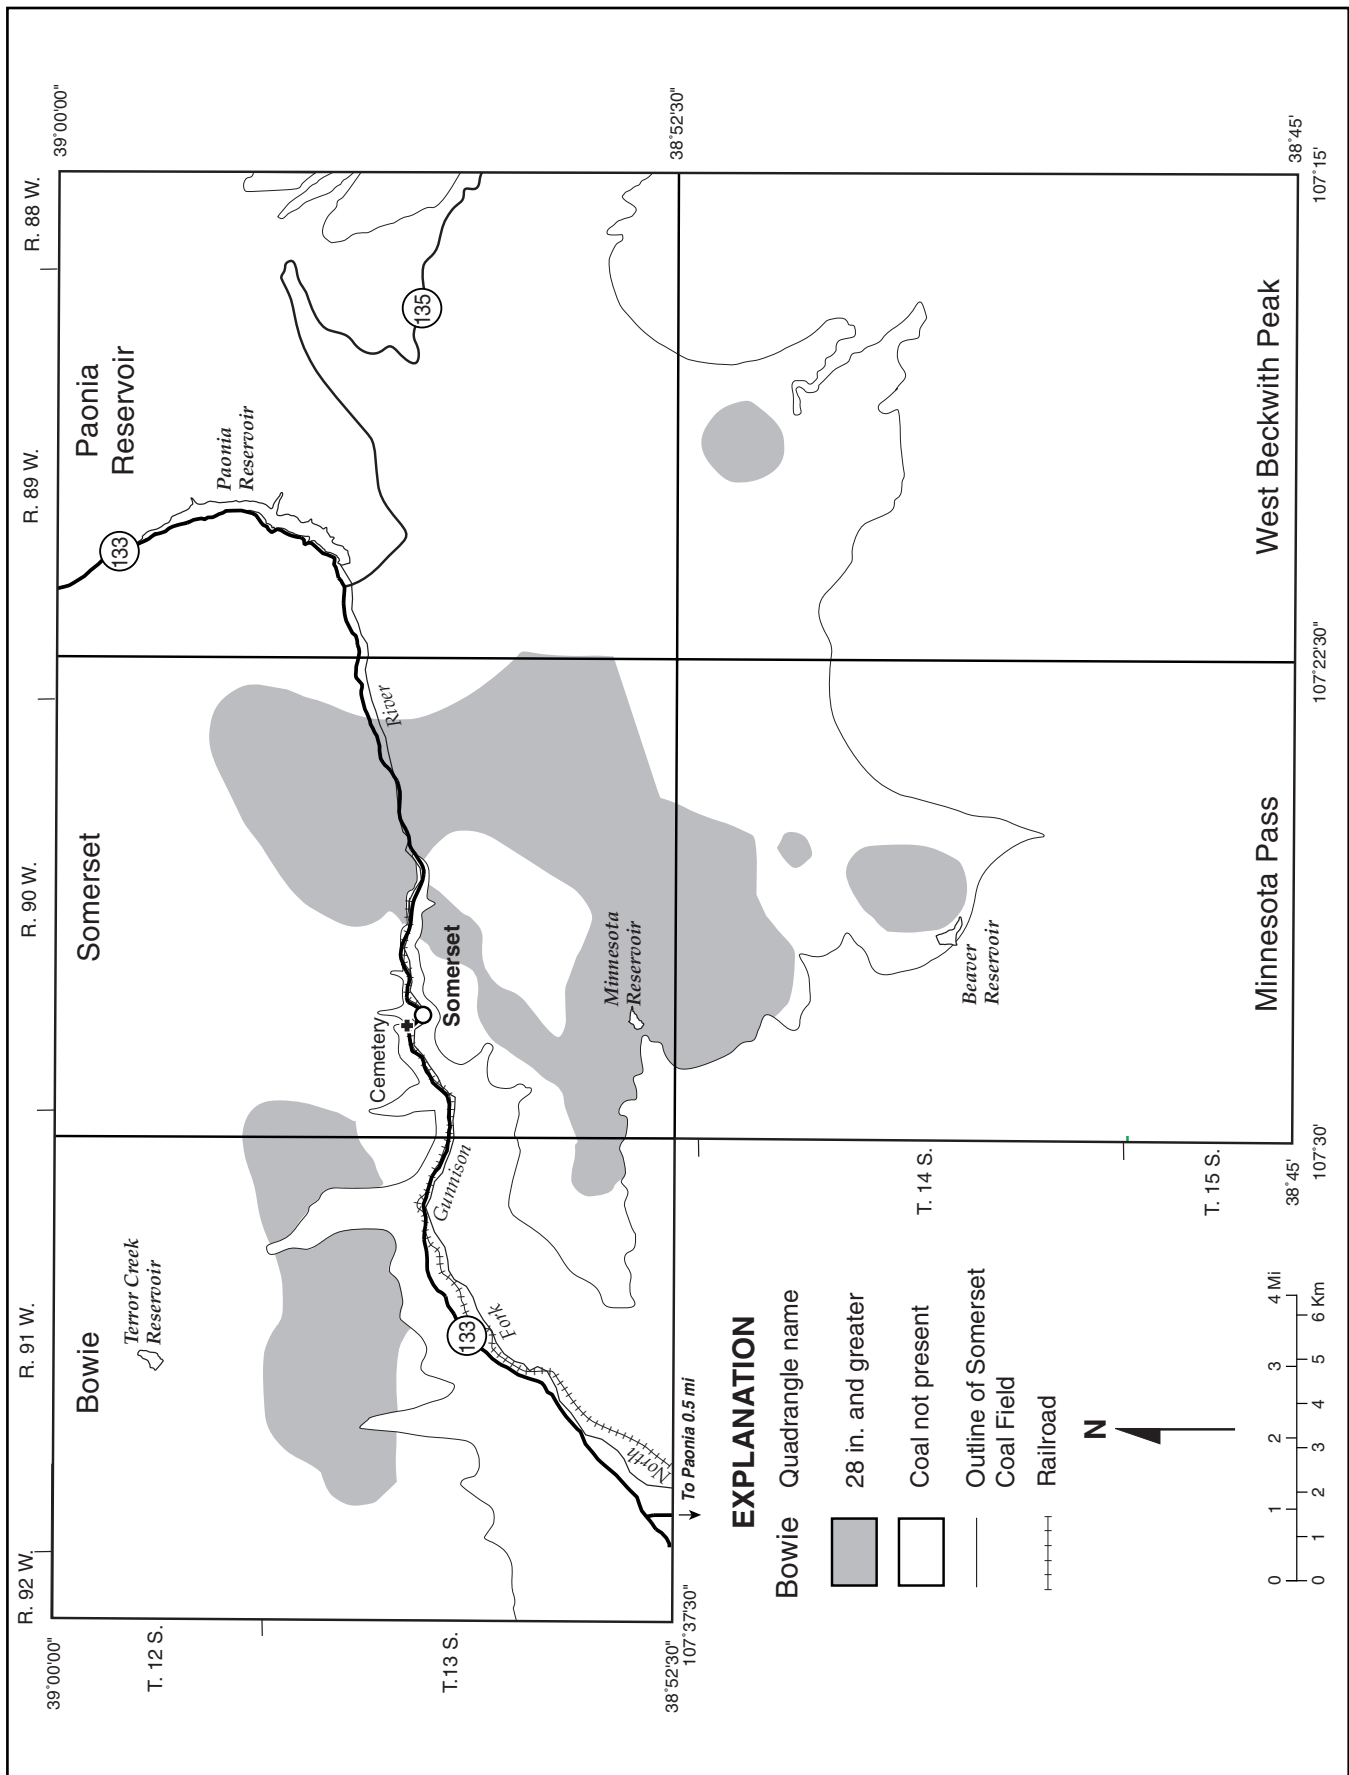 R. 92 W.
R. 91 W.
R. 90 W.
R. 89 W.
R. 88 W.
39°00'00"
39°00'00"
T. 12 S.
T.13 S.
Bowie
Somerset
Paonia
Reservoir
Terror Creek
Reservoir
Paonia
Reservoir
133
135
Cemetery
Somerset
River
Gunnison
Fork
North
133
Minnesota
Reservoir
38°52'30"
107°37'30"
38°52'30"
To Paonia 0.5 mi
Beaver
Reservoir
T. 14 S.
T. 15 S.
Minnesota Pass
West Beckwith Peak
38°45'
107°30'
107°22'30"
38°45'
107°15'
EXPLANATION
Bowie Quadrangle name
28 in. and greater
Coal not present
Outline of Somerset
Coal Field
Railroad
N
0 1 2 3 4 Mi
0 1 2 3 4 5 6 Km